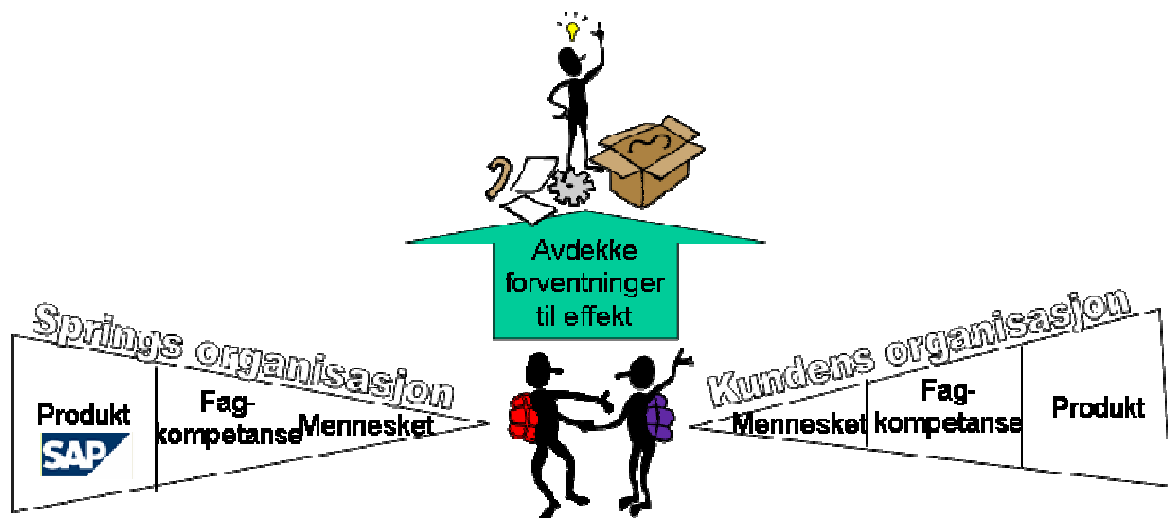 Avdekke
forventninger
til effekt
Springs organisasjon
Produkt
SAP
Fag-
kompetanse
Mennesket
Kundens organisasjon
Mennesket
Fag-
kompetanse
Produkt